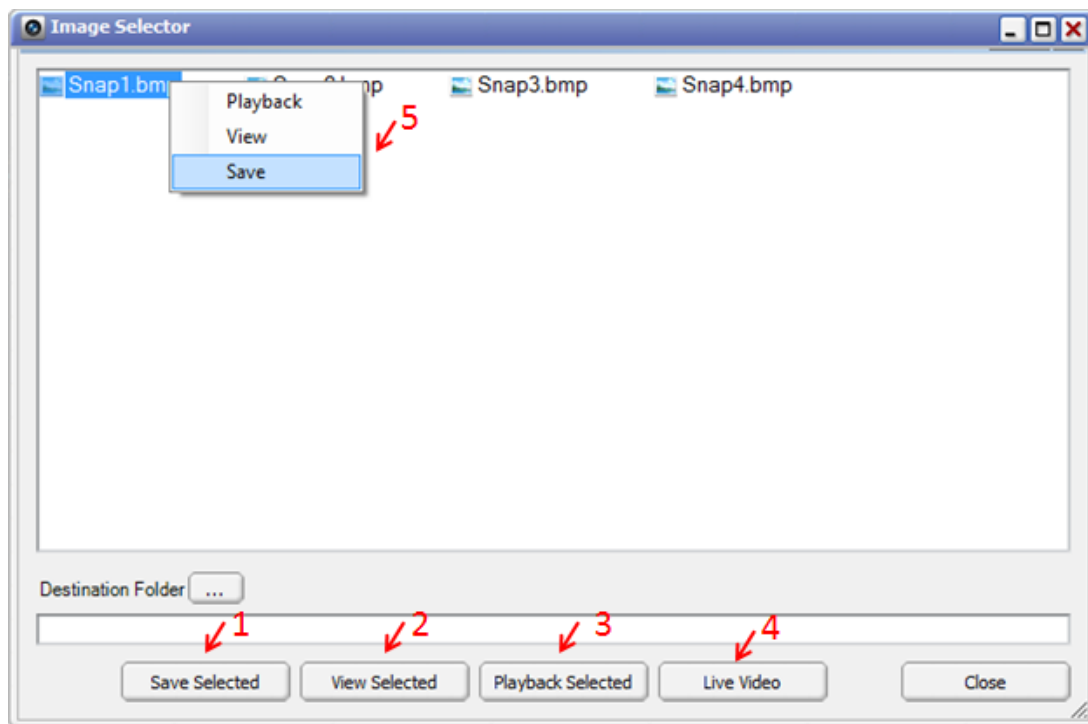 Image Selector
Snap1.bm Snap3.bmp Snap4.bmp
Playback
5
View
Save
Destination Folder ...
1 2 3 4
Save Selected View Selected Playback Selected Live Video Close